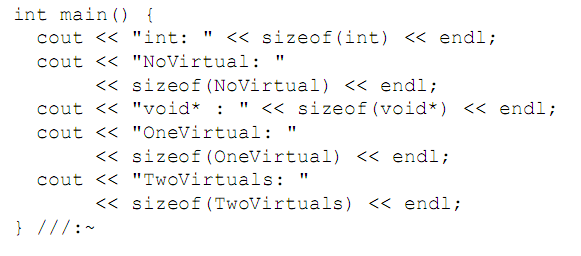 int main() {
  cout << "int: " << sizeof(int) << endl;
  cout << "NoVirtual: "
       << sizeof(NoVirtual) << endl;
  cout << "void* : " << sizeof(void*) << endl;
  cout << "OneVirtual: "
       << sizeof(OneVirtual) << endl;
  cout << "TwoVirtuals: "
       << sizeof(TwoVirtuals) << endl;
} ///:~